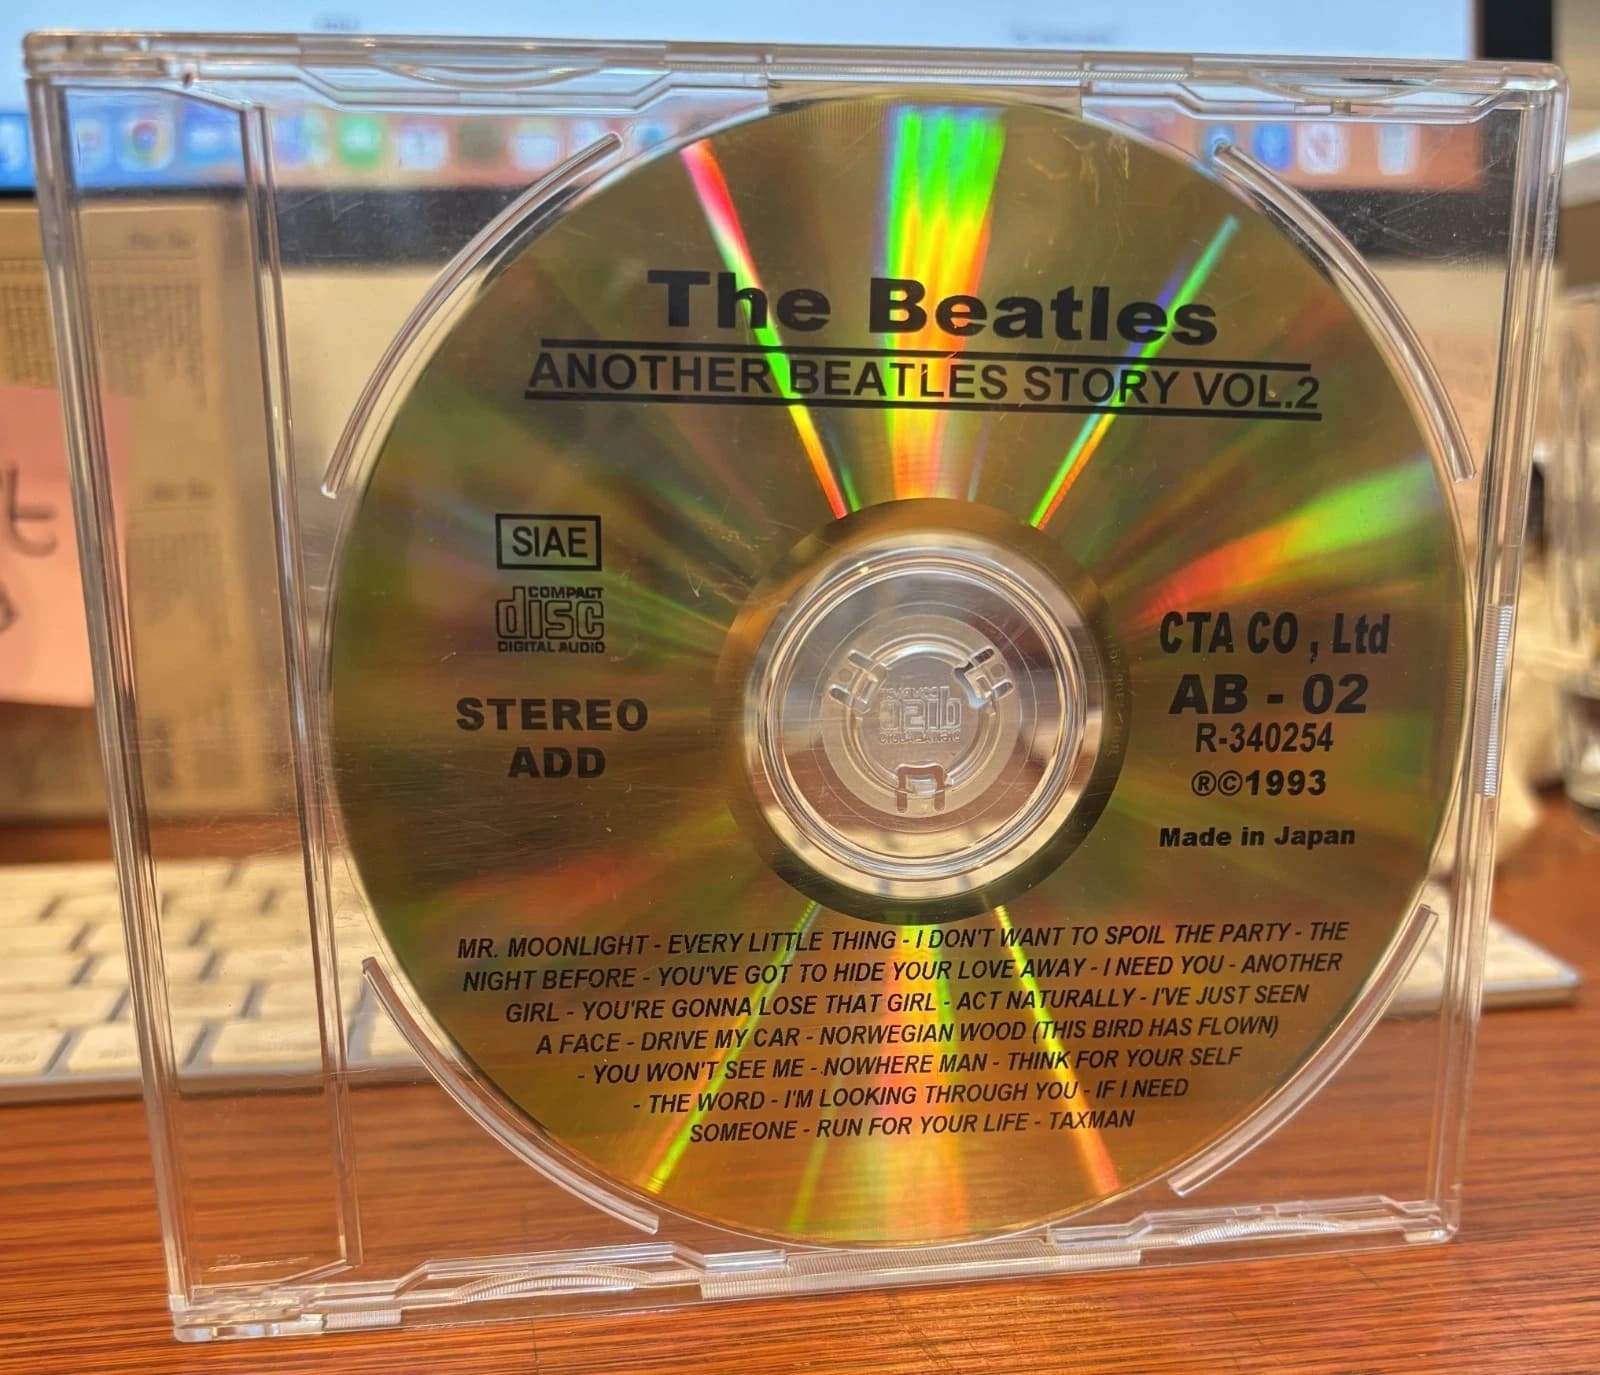 The Beatles
ANOTHER BEATLES STORY VOL.2
SIAE
COMPACT
disc
DIGITAL AUDIO
STEREO
ADD
CTA CO , Ltd
AB - 02
R-340254
®©1993
Made in Japan
MR. MOONLIGHT - EVERY LITTLE THING - I DON'T WANT TO SPOIL THE PARTY - THE
NIGHT BEFORE - YOU'VE GOT TO HIDE YOUR LOVE AWAY - I NEED YOU - ANOTHER
GIRL - YOU'RE GONNA LOSE THAT GIRL - ACT NATURALLY - I'VE JUST SEEN
A FACE - DRIVE MY CAR - NORWEGIAN WOOD (THIS BIRD HAS FLOWN)
- YOU WON'T SEE ME - NOWHERE MAN - THINK FOR YOUR SELF
- THE WORD - I'M LOOKING THROUGH YOU - IF I NEED
SOMEONE - RUN FOR YOUR LIFE - TAXMAN